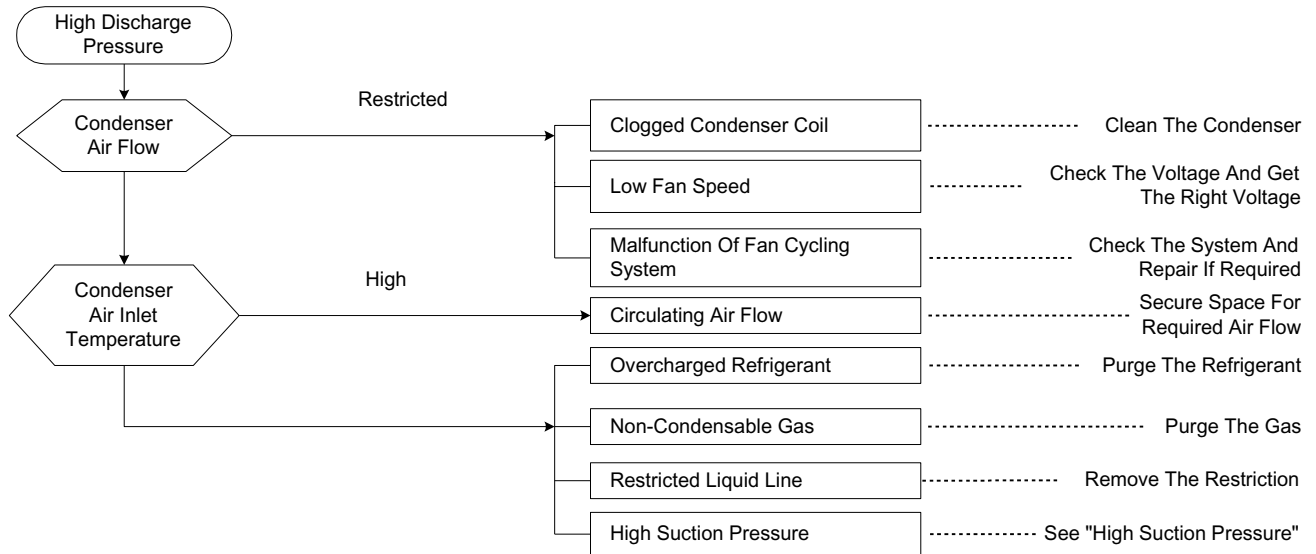 High Discharge
Pressure
Condenser
Air Flow
Restricted
Clogged Condenser Coil
Clean The Condenser
Low Fan Speed
Check The Voltage And Get
The Right Voltage
Malfunction Of Fan Cycling
System
Check The System And
Repair If Required
Condenser
Air Inlet
Temperature
High
Circulating Air Flow
Secure Space For
Required Air Flow
Overcharged Refrigerant
Purge The Refrigerant
Non-Condensable Gas
Purge The Gas
Restricted Liquid Line
Remove The Restriction
High Suction Pressure
See "High Suction Pressure"